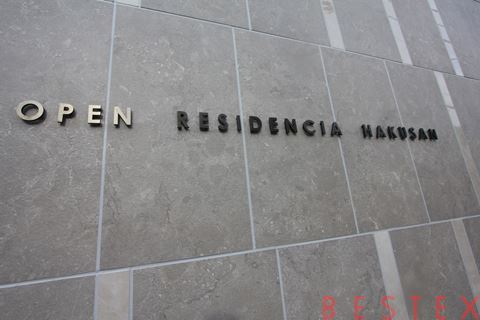 OPEN RESIDENCIA HAKUSAN
BESTEX